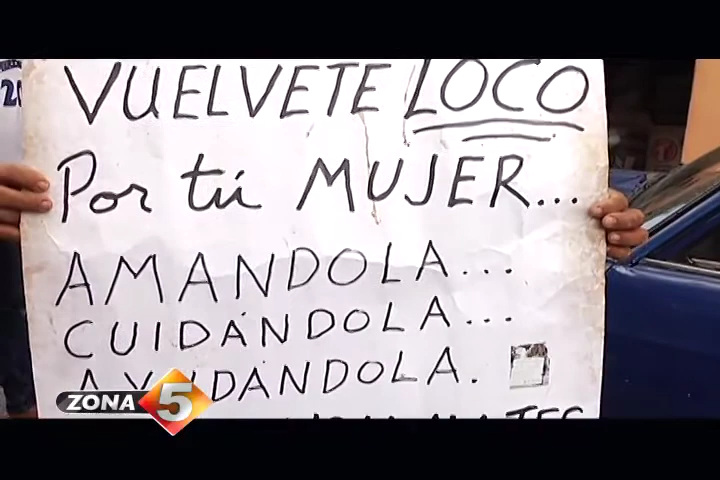 VUELVETE LOCO
Por tú MUJER...
AMANDOLA...
CUIDÁNDOLA...
AYUDÁNDOLA.
ZONA 5